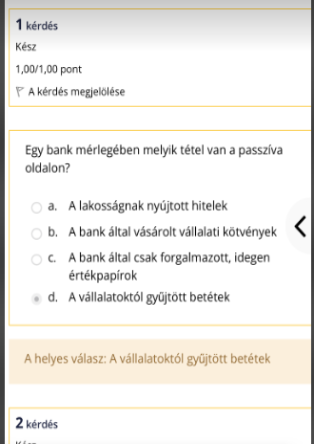 1 kérdés
Kész
1,00/1,00 pont
A kérdés megjelölése
Egy bank mérlegében melyik tétel van a passzíva
oldalon?
a. A lakosságnak nyújtott hitelek
b. A bank által vásárolt vállalati kötvények
c. A bank által csak forgalmazott, idegen
értékpapírok
d. A vállalatoktól gyűjtött betétek
A helyes válasz: A vállalatoktól gyűjtött betétek
2 kérdés